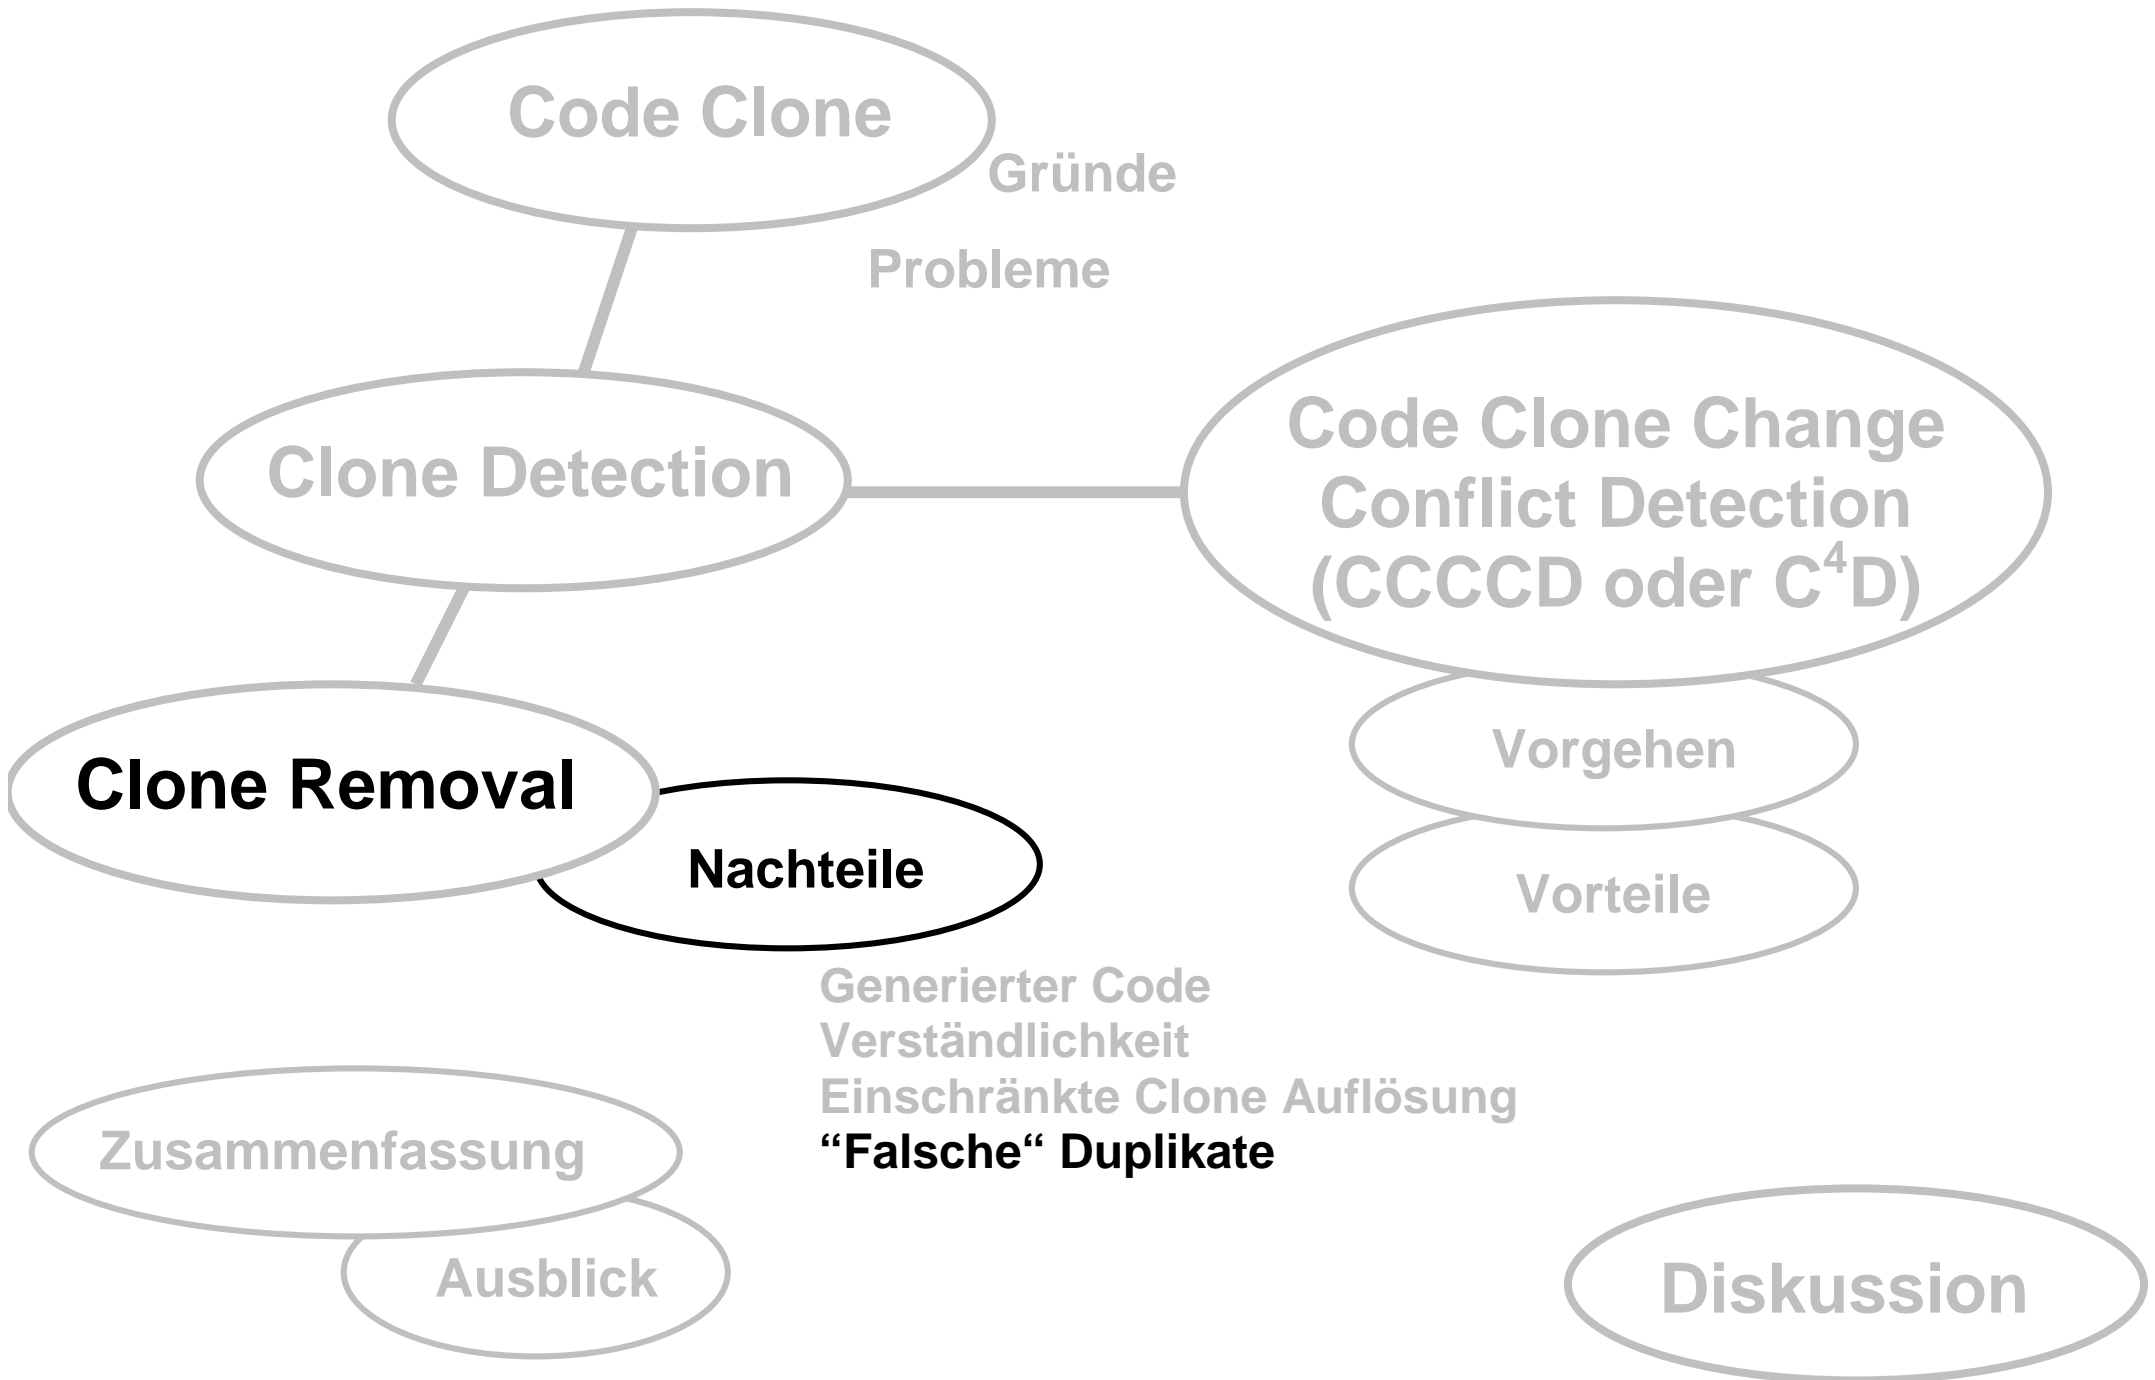 Code Clone
Gründe
Probleme
Clone Detection
Code Clone Change
Conflict Detection
(CCCCD oder C⁴D)
Clone Removal
Nachteile
Vorgehen
Vorteile
Generierter Code
Verständlichkeit
Einschränkte Clone Auflösung
“Falsche“ Duplikate
Zusammenfassung
Ausblick
Diskussion